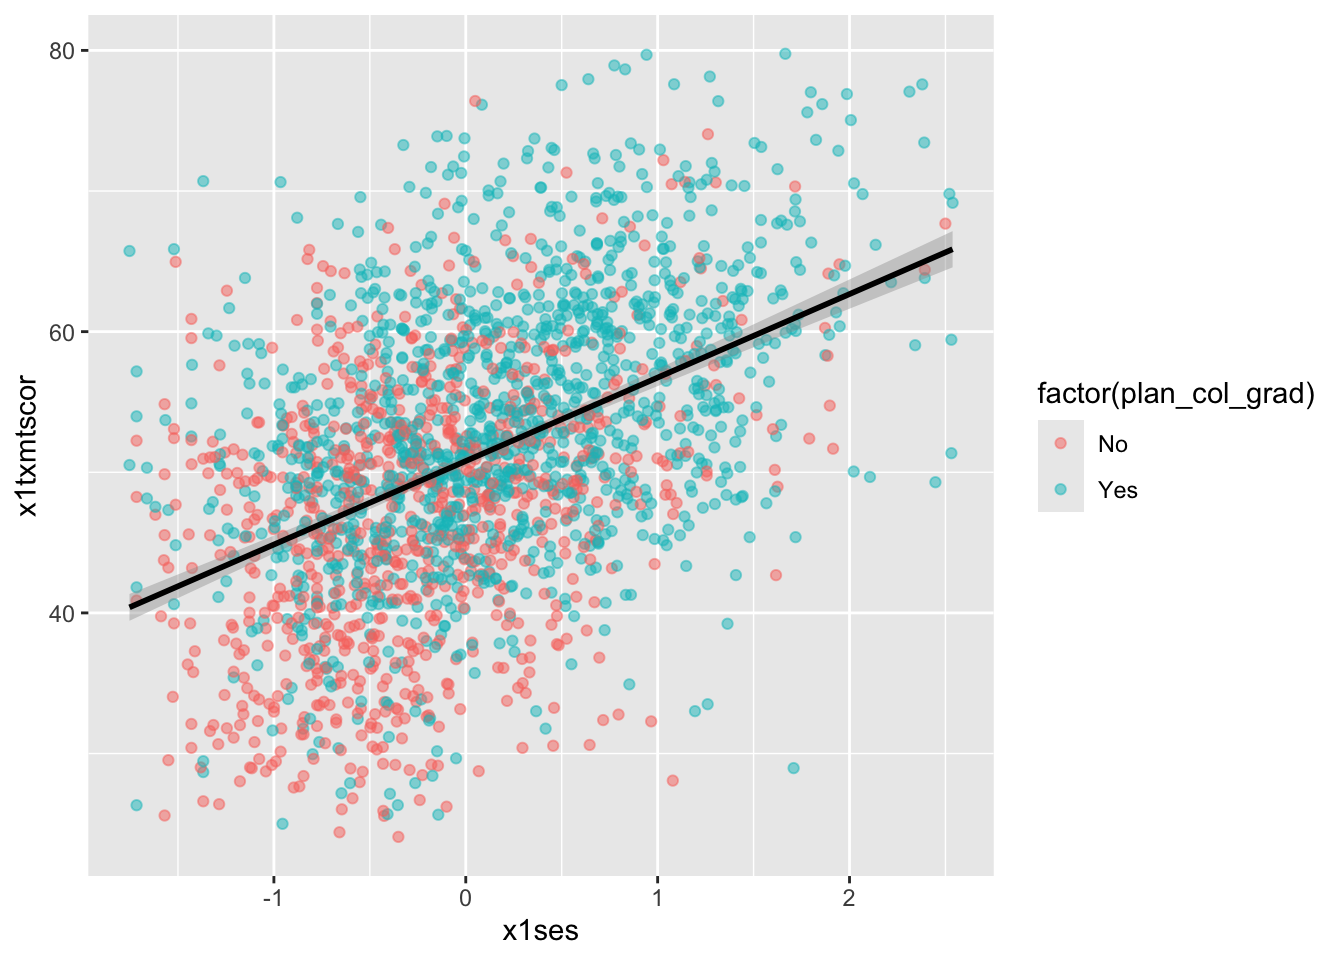 80
60
40
x1txmtscor
-1
0
1
2
x1ses
factor(plan_col_grad)
No
Yes